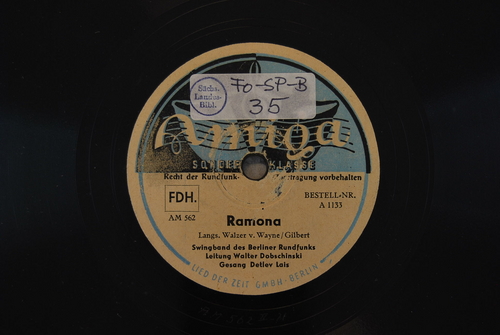 Sächs.
Landes-
Bibl.
Fo-SP-B
35
Amiga
SONDERKLASSE
Recht der Rundfunk-Übertragung vorbehalten
FDH.
BESTELL-NR.
A 1133
AM 562
Ramona
Langs. Walzer v. Wayne/Gilbert
Swingband des Berliner Rundfunks
Leitung Walter Dobschinski
Gesang Detlev Lais
LIED DER ZEIT GMBH · BERLIN